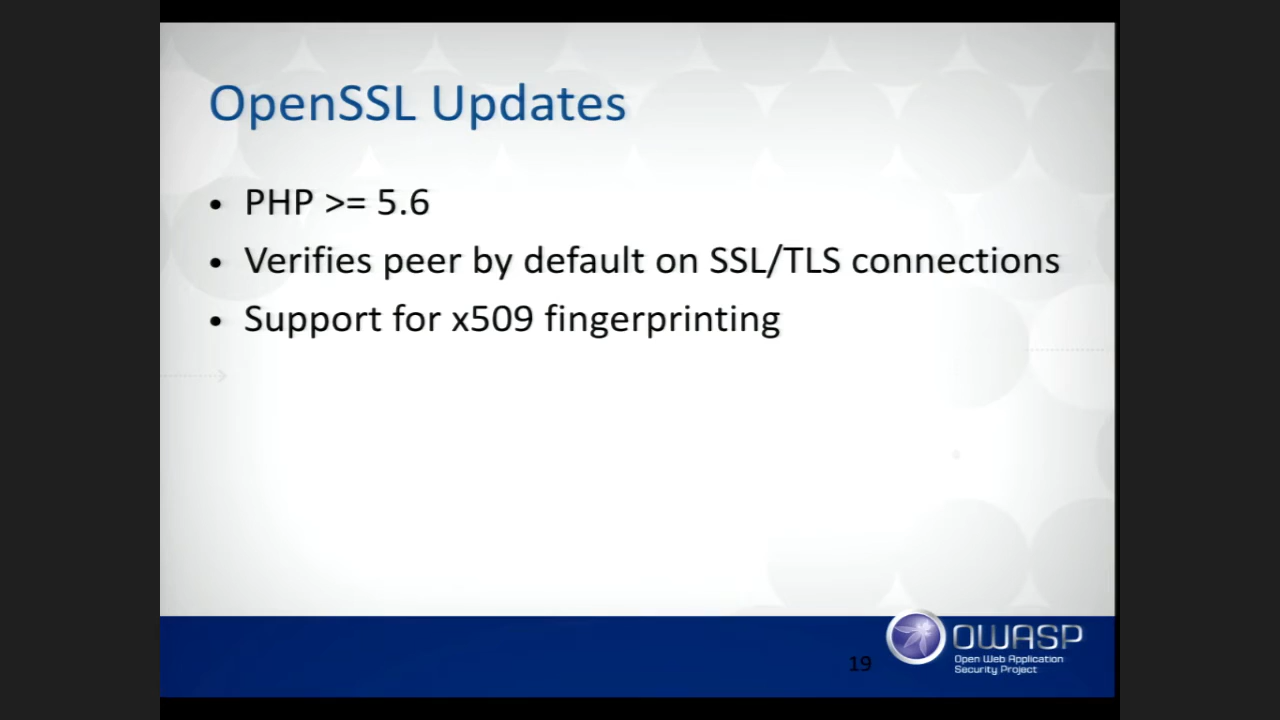 OpenSSL Updates
• PHP >= 5.6
• Verifies peer by default on SSL/TLS connections
• Support for x509 fingerprinting
19
OWASP
Open Web Application
Security Project